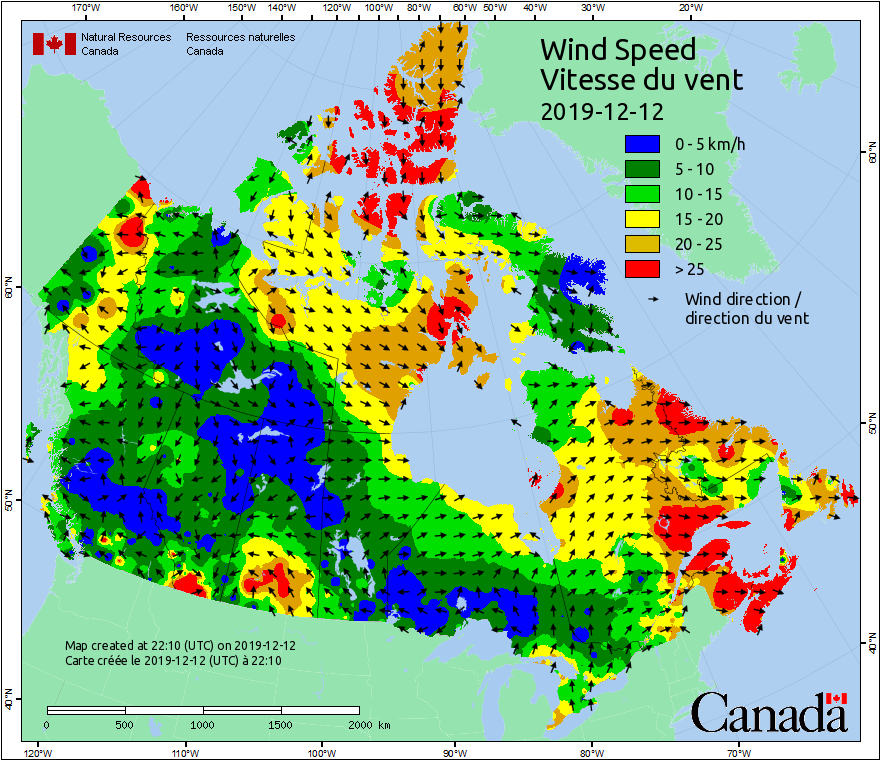 170°W 160°W 150°W 140°W 120°W 100°W 80°W 60°W 50°W 40°W 30°W 20°W
Natural Resources Ressources naturelles
Canada Canada
Wind Speed
Vitesse du vent
2019-12-12
0 - 5 km/h
5 - 10
10 - 15
15 - 20
20 - 25
> 25
Wind direction /
direction du vent
60°N
60°N
50°N
50°N
40°N
40°N
Map created at 22:10 (UTC) on 2019-12-12
Carte créée le 2019-12-12 (UTC) à 22:10
0 500 1000 1500 2000 km
Canada
120°W 110°W 100°W 90°W 80°W 70°W